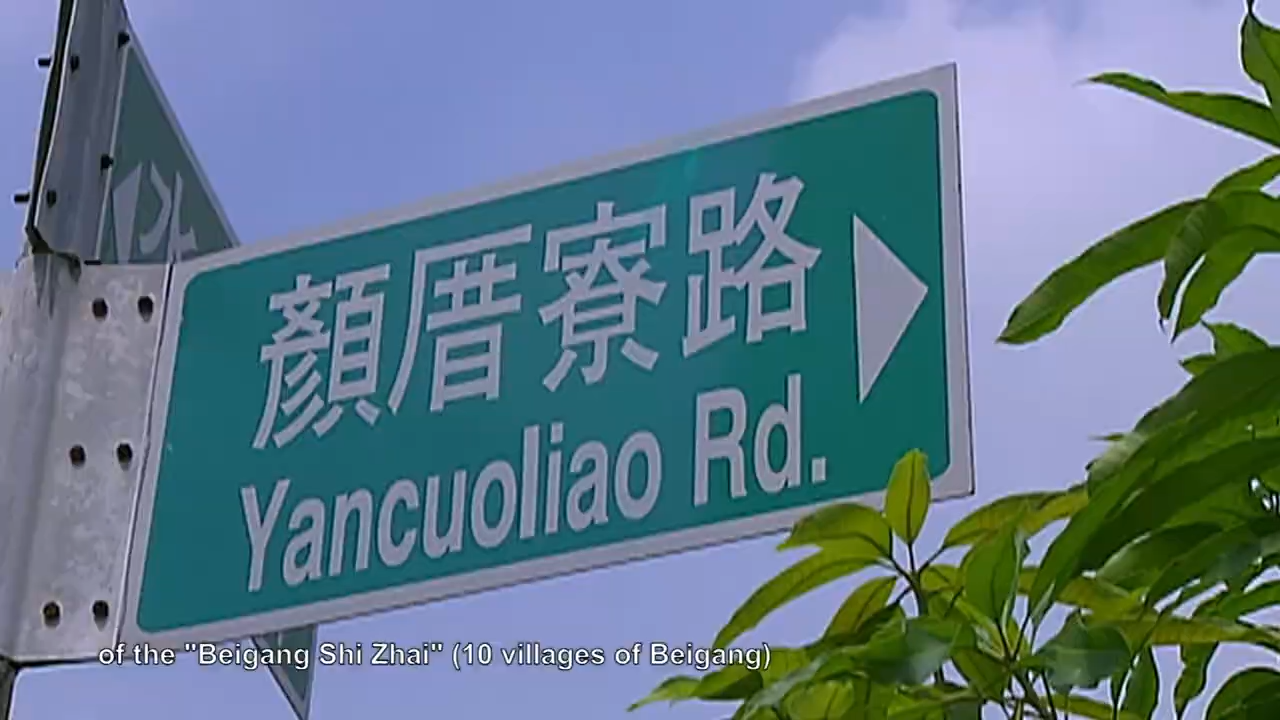 顏厝寮路
Yancuoliao Rd.
of the "Beigang Shi Zhai" (10 villages of Beigang)